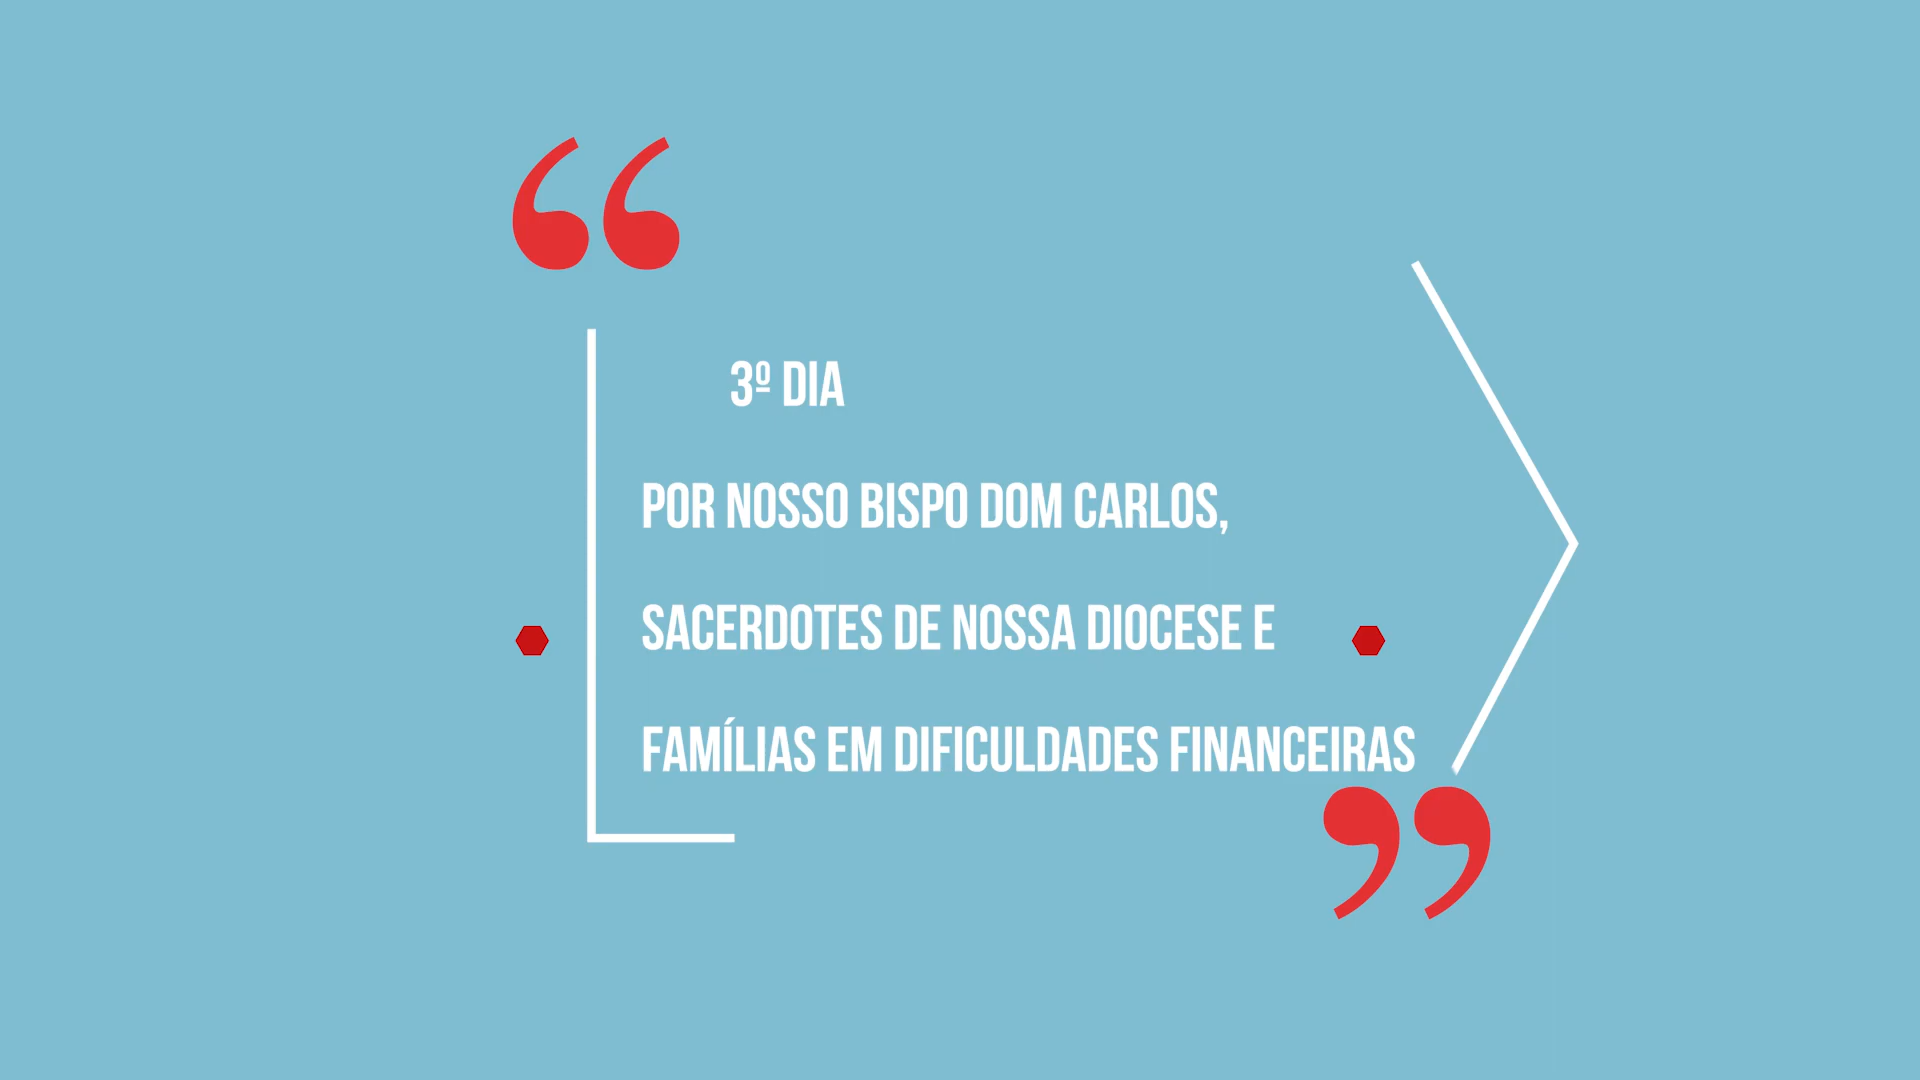 3º DIA
POR NOSSO BISPO DOM CARLOS,
SACERDOTES DE NOSSA DIOCESE E
FAMÍLIAS EM DIFICULDADES FINANCEIRAS